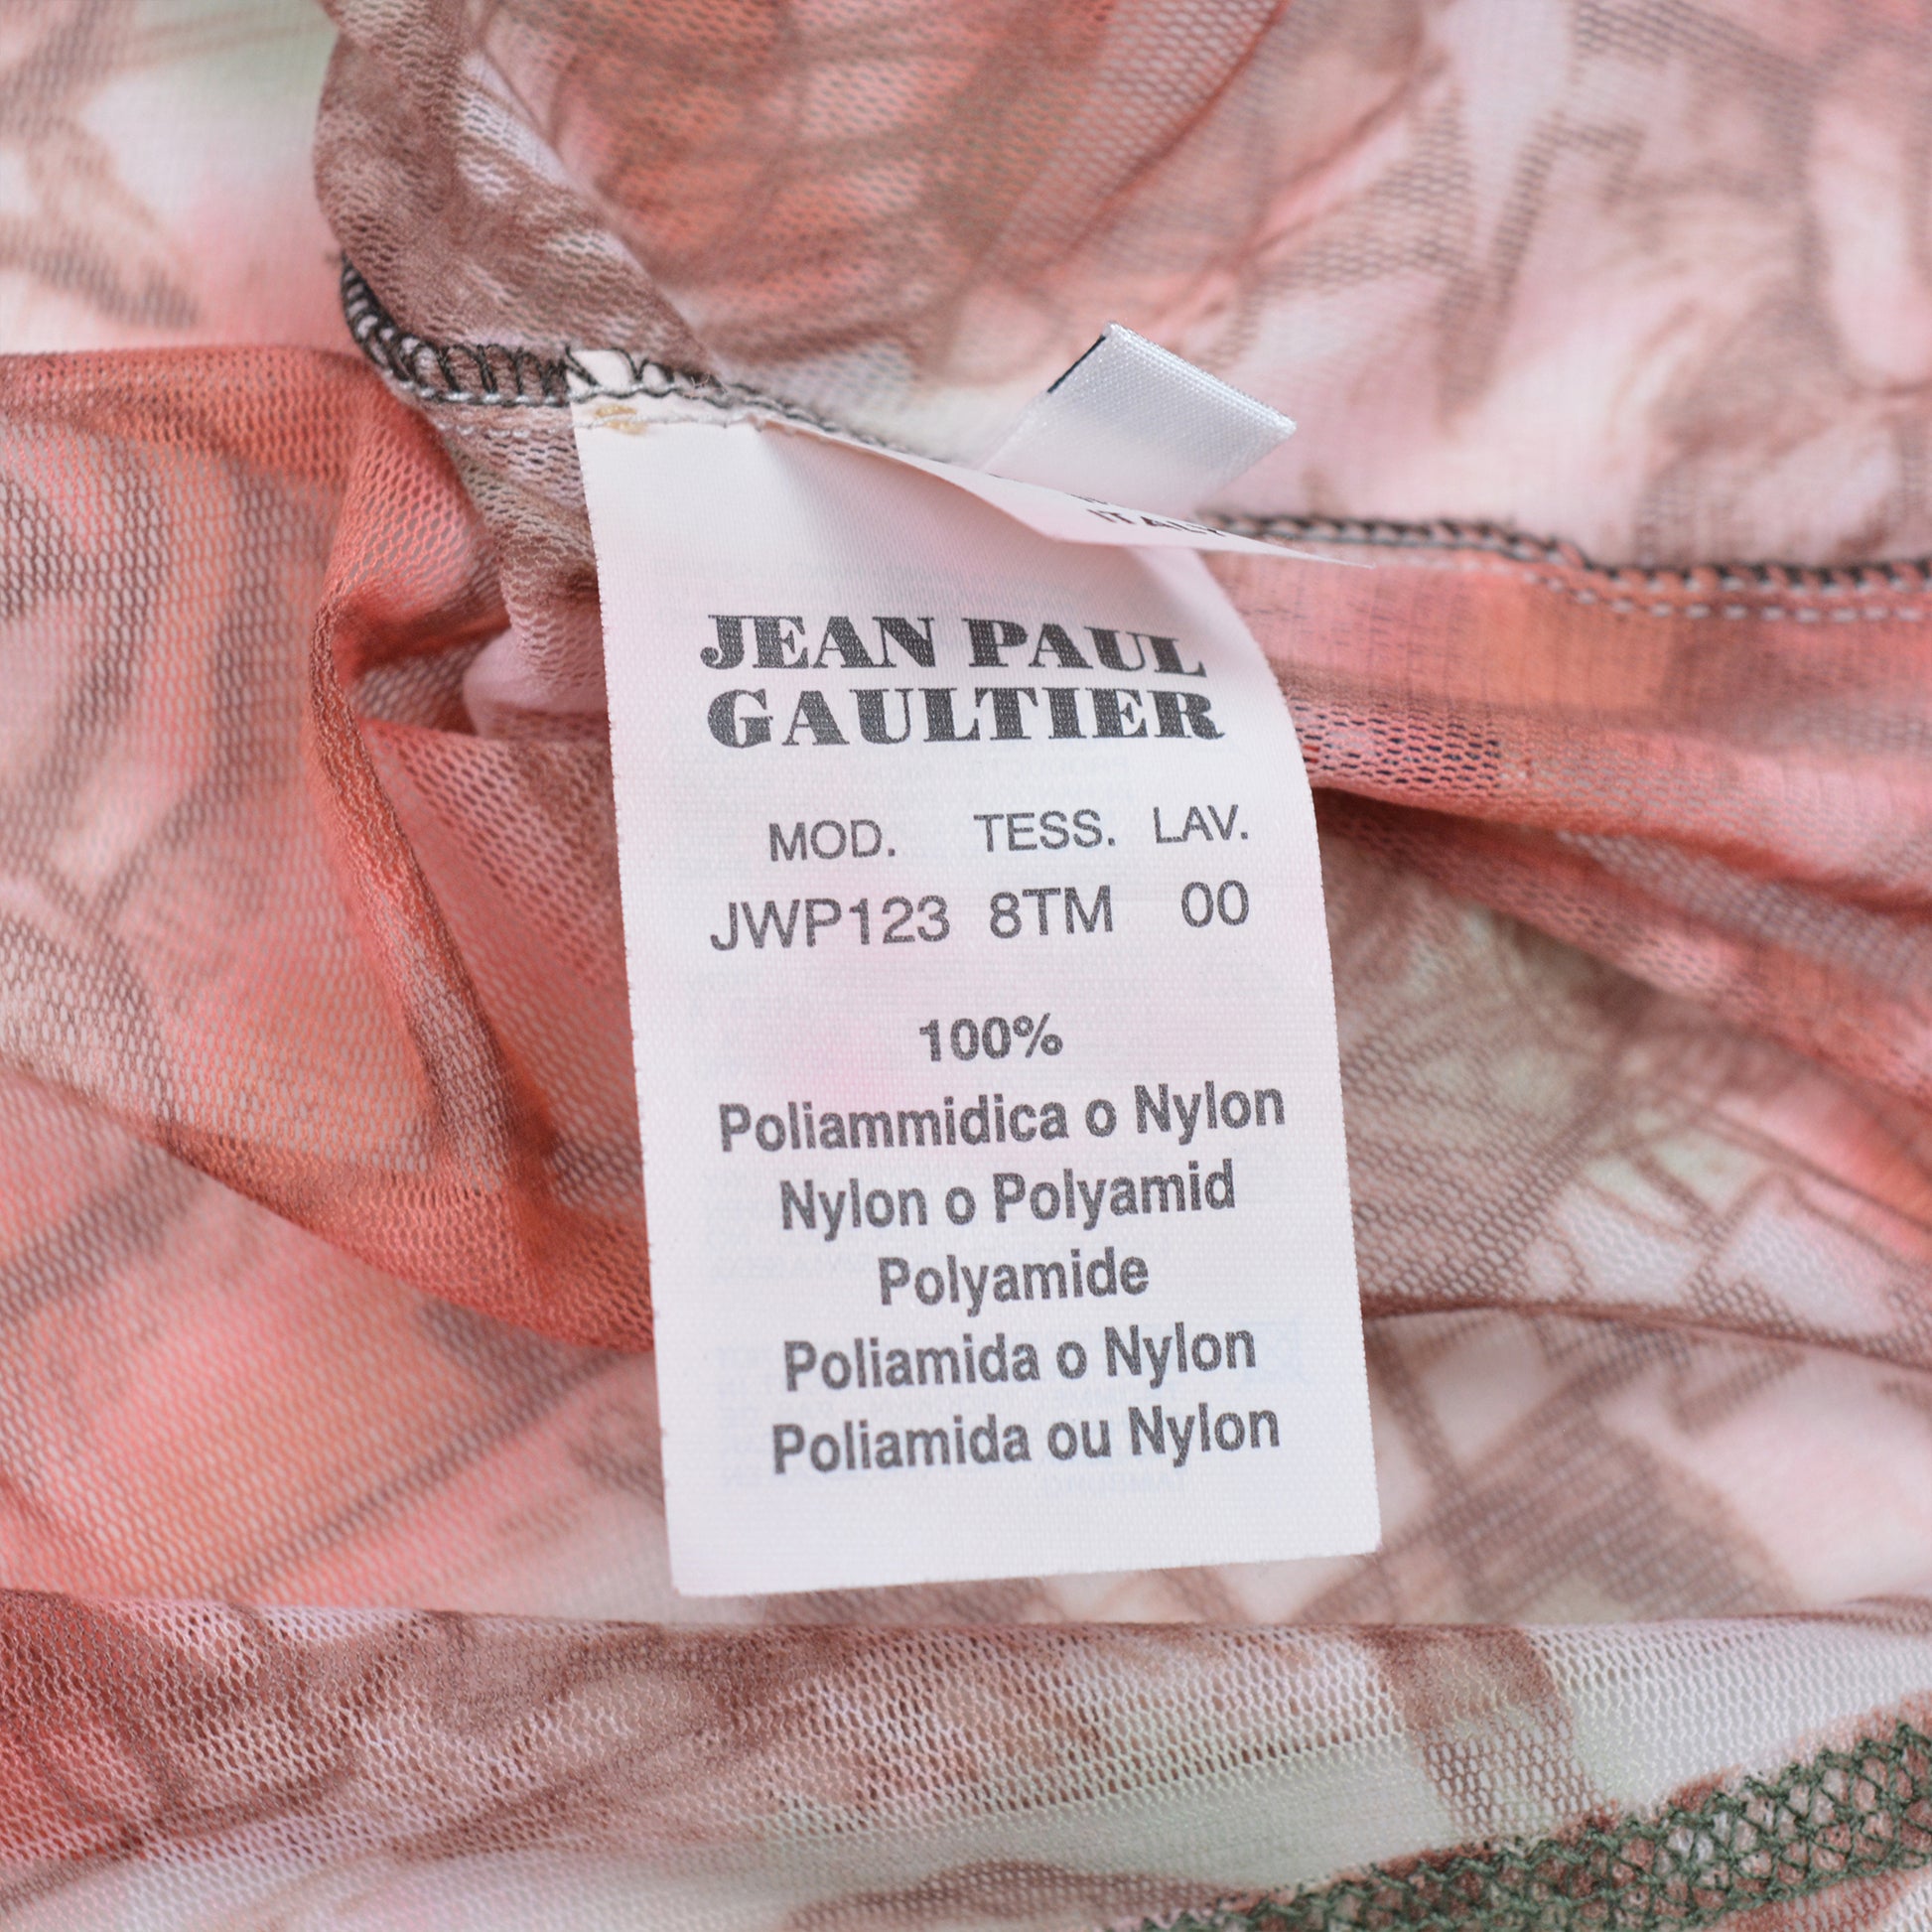 ITALY
JEAN PAUL
GAULTIER
MOD. TESS. LAV.
JWP123 8TM 00
100%
Poliammidica o Nylon
Nylon o Polyamid
Polyamide
Poliamida o Nylon
Poliamida ou Nylon